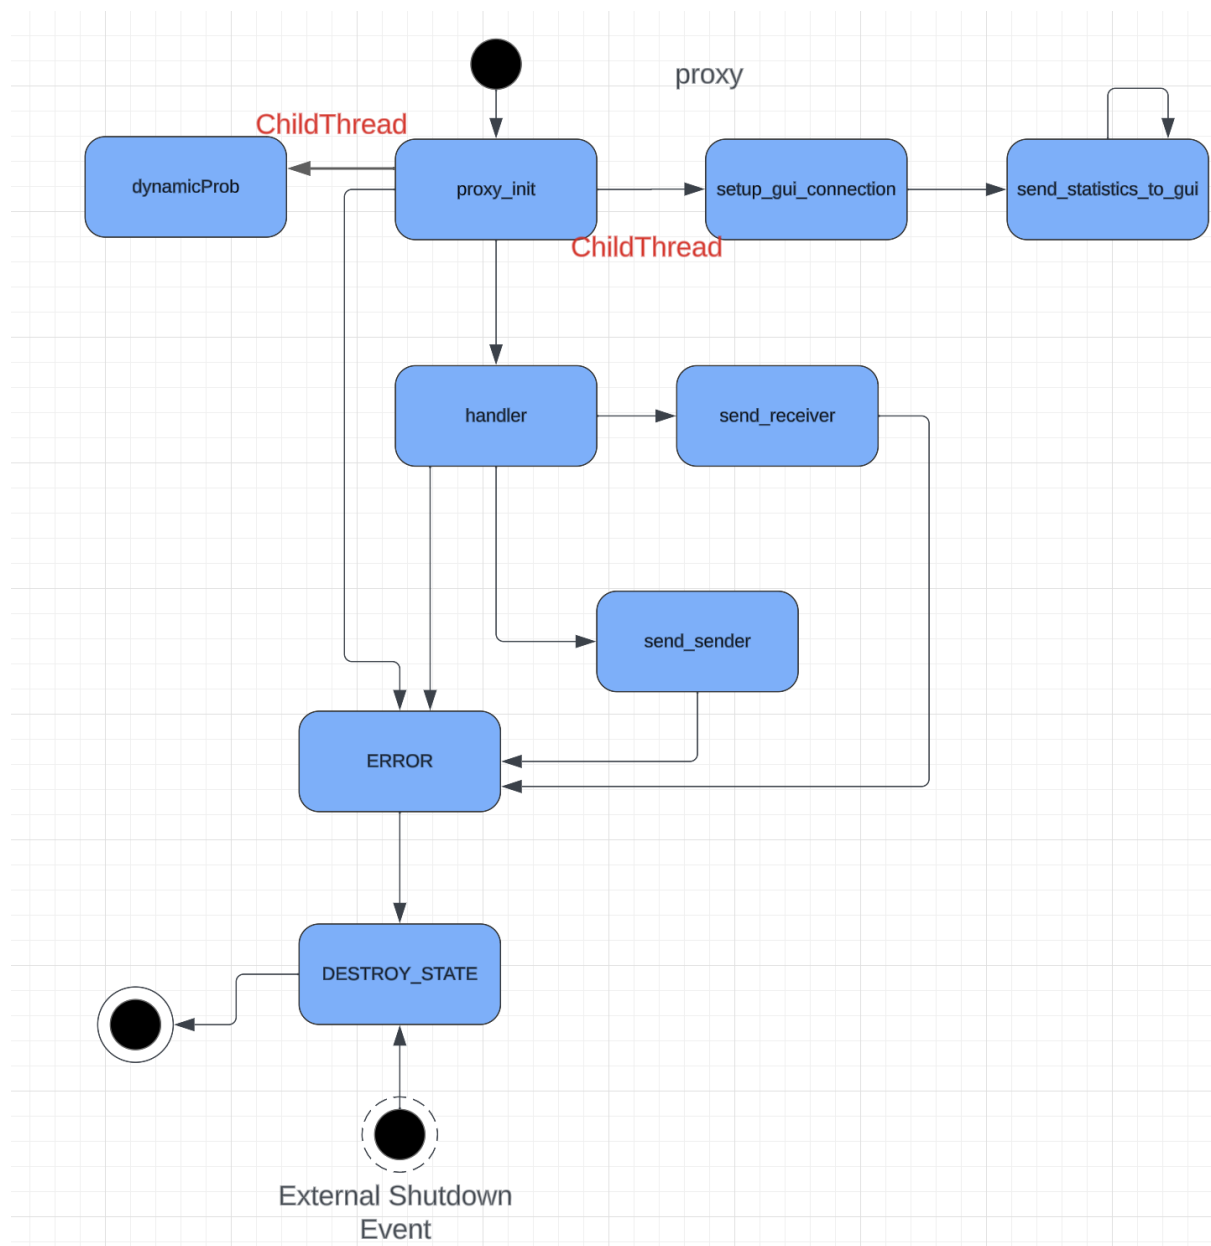 proxy
ChildThread
dynamicProb
proxy_init
setup_gui_connection
send_statistics_to_gui
ChildThread
handler
send_receiver
send_sender
ERROR
DESTROY_STATE
External Shutdown
Event